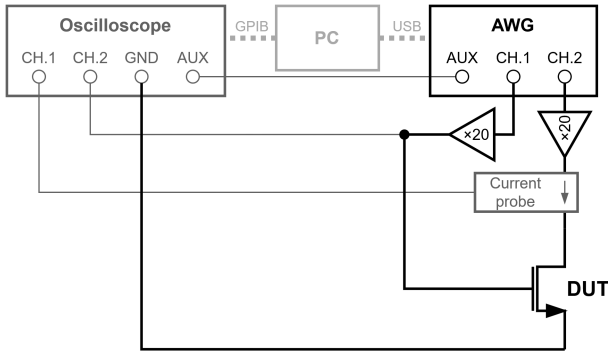 Oscilloscope
GPIB
PC
USB
AWG
CH.1 CH.2 GND AUX
AUX CH.1 CH.2
×20
×20
Current
probe
DUT